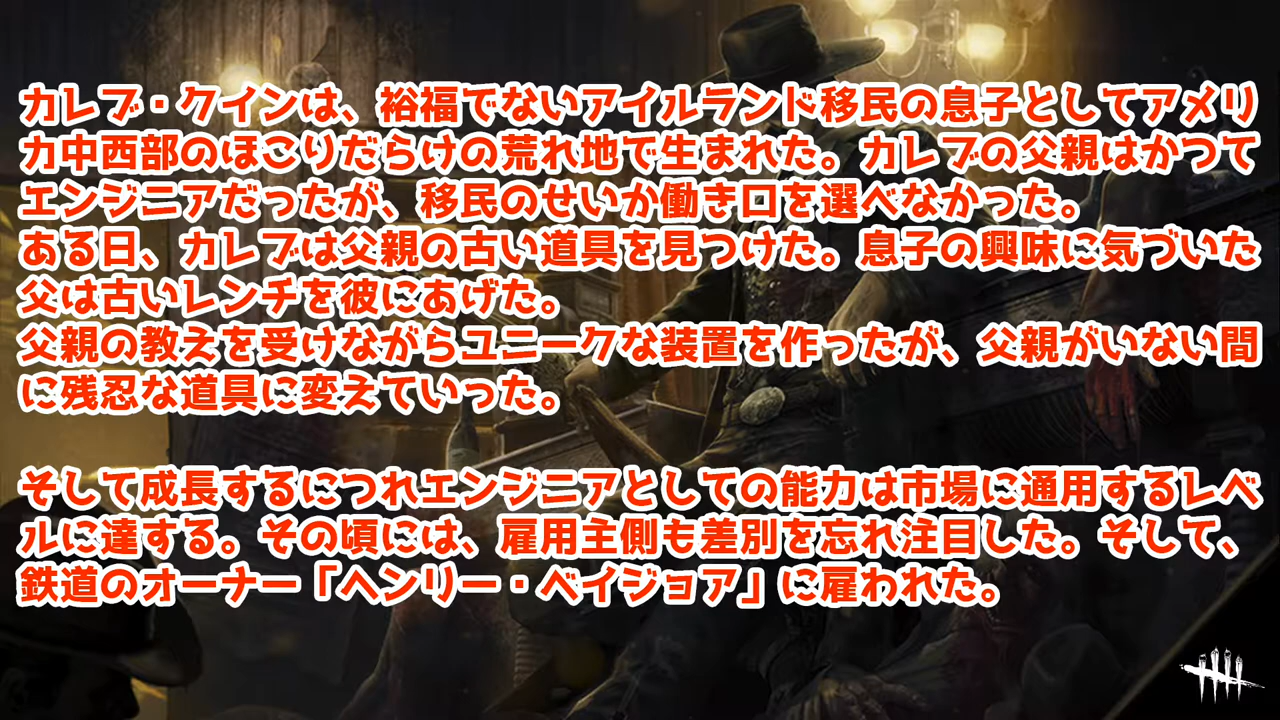 カレブ・クインは、裕福でないアイルランド移民の息子としてアメリ
カ中西部のほこりだらけの荒れ地で生まれた。カレブの父親はかつて
エンジニアだったが、移民のせいか働き口を選べなかった。
ある日、カレブは父親の古い道具を見つけた。息子の興味に気づいた
父は古いレンチを彼にあげた。
父親の教えを受けながらユニークな装置を作ったが、父親がいない間
に残忍な道具に変えていった。
そして成長するにつれエンジニアとしての能力は市場に通用するレベ
ルに達する。その頃には、雇用主側も差別を忘れ注目した。そして、
鉄道のオーナー「ヘンリー・ベイジョア」に雇われた。